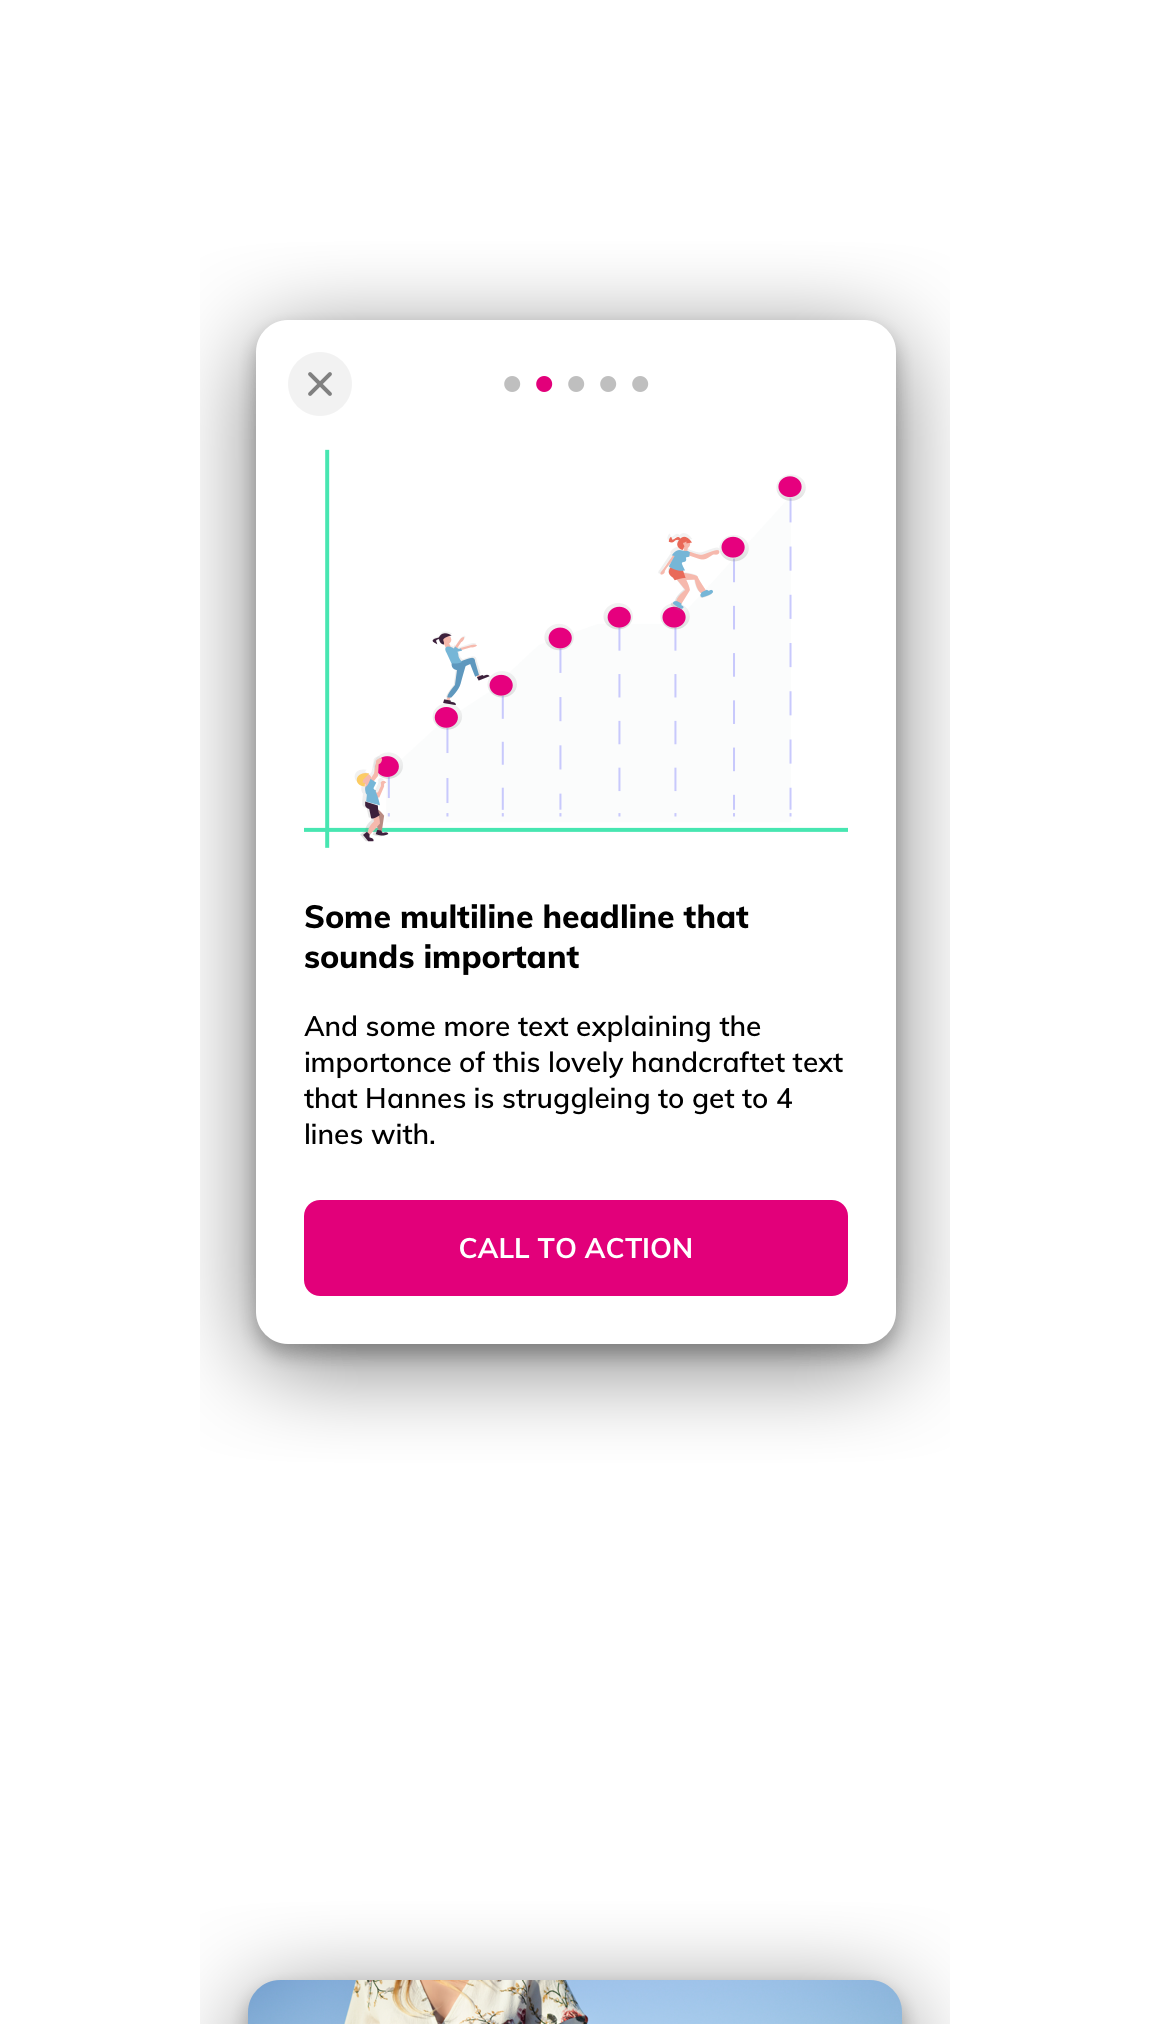 Some multiline headline that
sounds important
And some more text explaining the
importonce of this lovely handcraftet text
that Hannes is struggleing to get to 4
lines with.
CALL TO ACTION